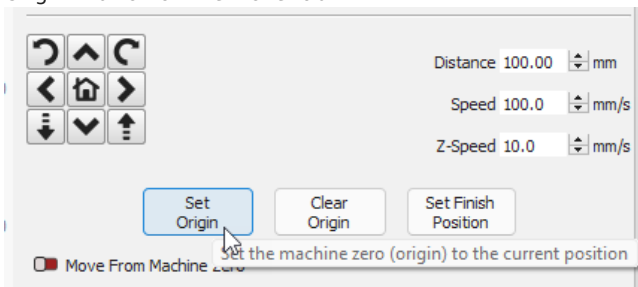 Distance 100.00 mm
Speed 100.0 mm/s
Z-Speed 10.0 mm/s
Set Origin
Clear Origin
Set Finish Position
Set the machine zero (origin) to the current position
Move From Machine Zero